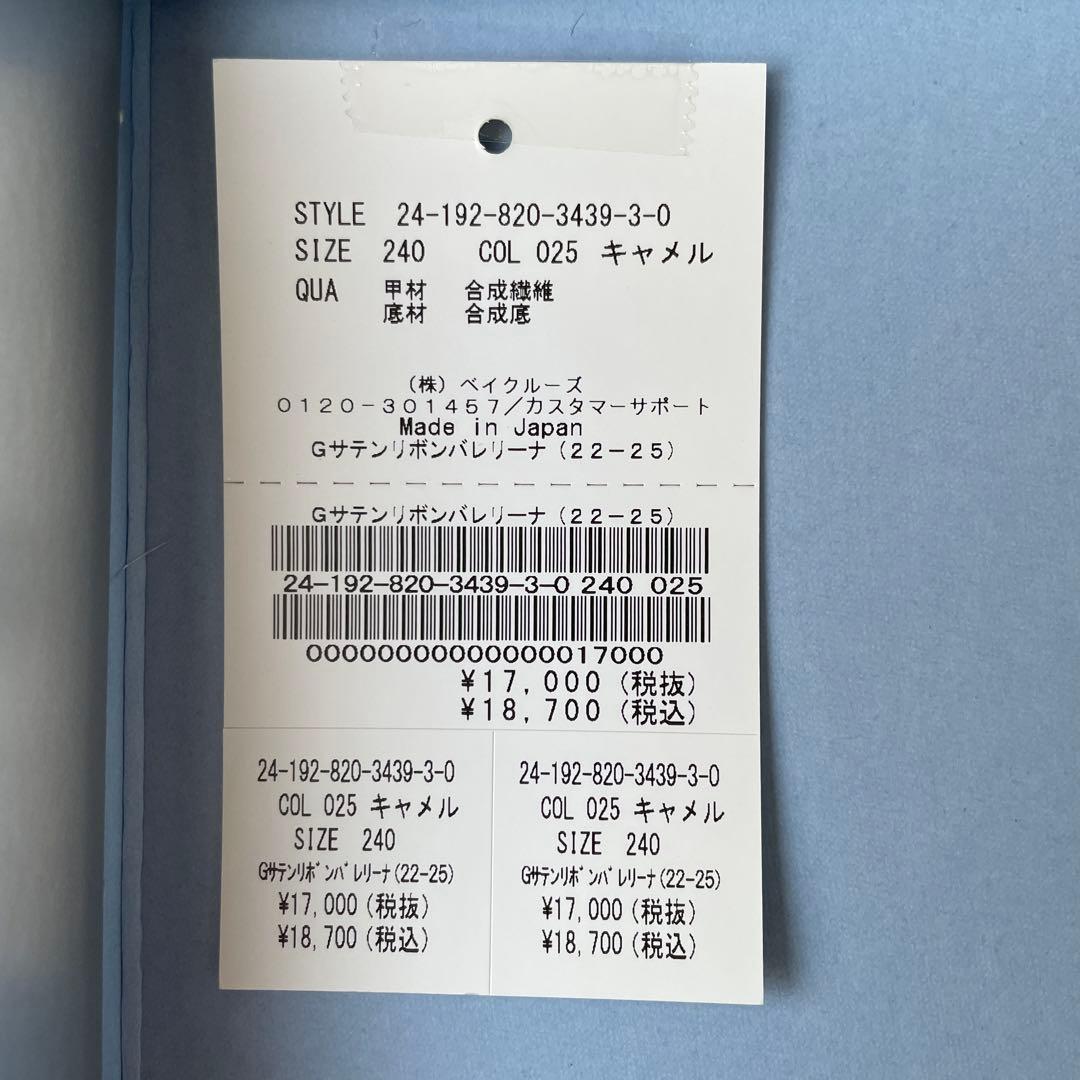 STYLE 24-192-820-3439-3-0
SIZE 240 COL 025 キャメル
QUA 甲材 合成繊維
底材 合成底
(株)ベイクルーズ
0120-301457/カスタマーサポート
Made in Japan
Gサテンリボンバレリーナ(22-25)
Gサテンリボンバレリーナ(22-25)
24-192-820-3439-3-0 240 025
00000000000000017000
¥17,000(税抜)
¥18,700(税込)
24-192-820-3439-3-0
COL 025 キャメル
SIZE 240
Gサテンリボンバレリーナ(22-25)
¥17,000(税抜)
¥18,700(税込)
24-192-820-3439-3-0
COL 025 キャメル
SIZE 240
Gサテンリボンバレリーナ(22-25)
¥17,000(税抜)
¥18,700(税込)